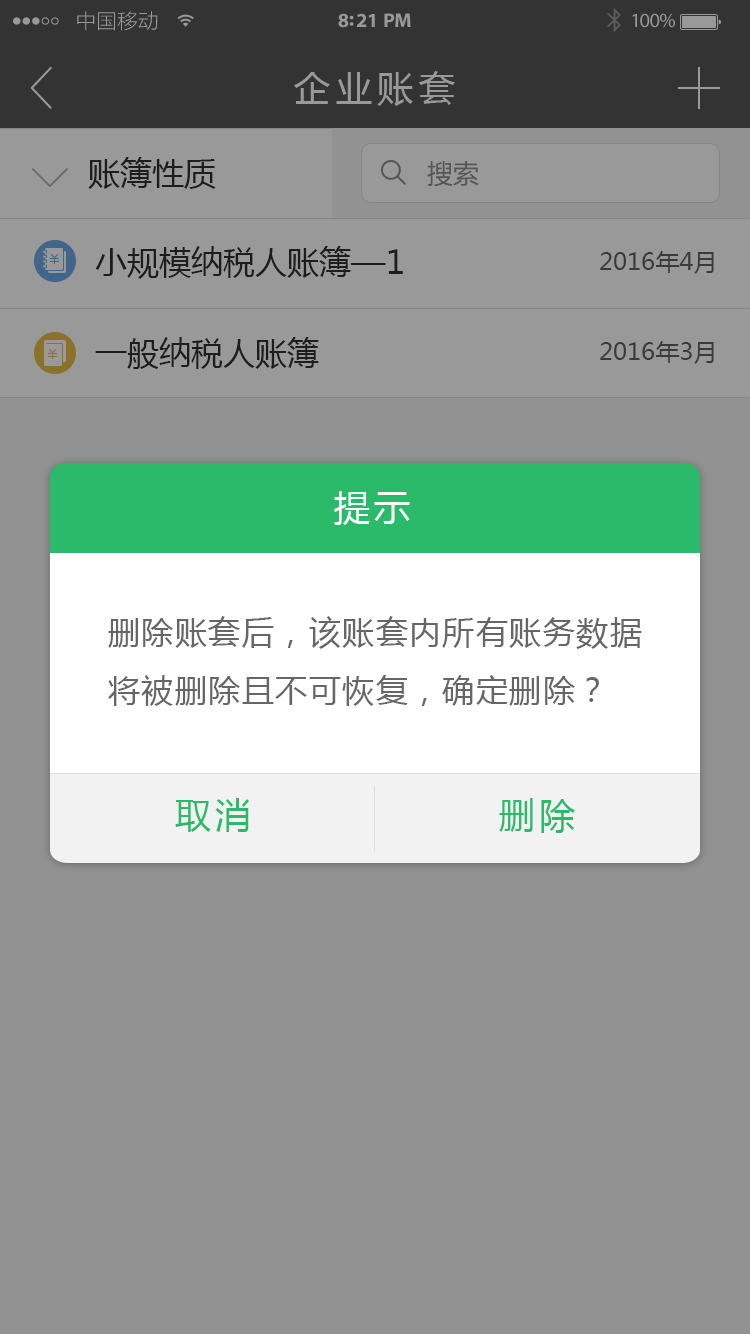 中国移动 8:21 PM 100%
企业账套
账簿性质 搜索
小规模纳税人账簿—1 2016年4月
一般纳税人账簿 2016年3月
提示
删除账套后，该账套内所有账务数据
将被删除且不可恢复，确定删除？
取消 删除